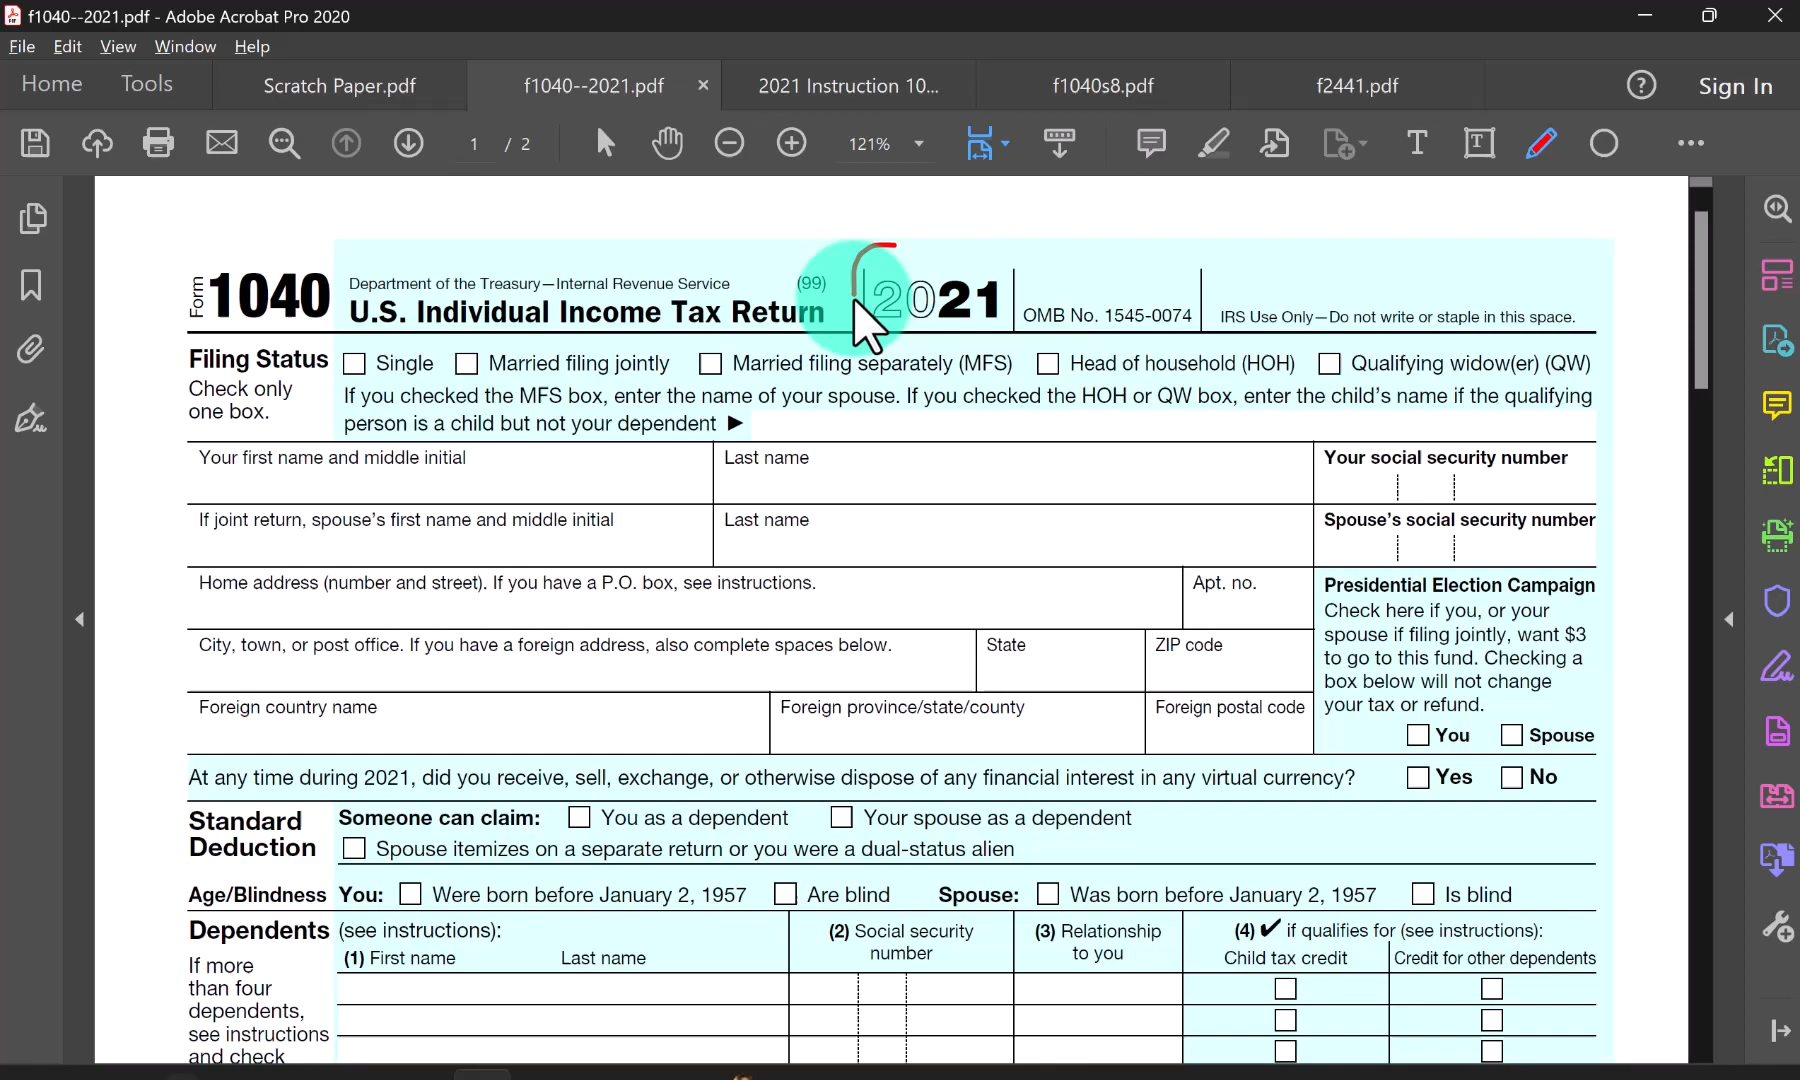 f1040--2021.pdf - Adobe Acrobat Pro 2020
File Edit View Window Help
Home Tools Scratch Paper.pdf f1040--2021.pdf 2021 Instruction 10... f1040s8.pdf f2441.pdf Sign In
1 / 2 121%
Form 1040 Department of the Treasury—Internal Revenue Service (99)
U.S. Individual Income Tax Return 2021 OMB No. 1545-0074 IRS Use Only—Do not write or staple in this space.
Filing Status Single Married filing jointly Married filing separately (MFS) Head of household (HOH) Qualifying widow(er) (QW)
Check only
one box.
If you checked the MFS box, enter the name of your spouse. If you checked the HOH or QW box, enter the child's name if the qualifying
person is a child but not your dependent ►
Your first name and middle initial Last name Your social security number
If joint return, spouse's first name and middle initial Last name Spouse's social security number
Home address (number and street). If you have a P.O. box, see instructions. Apt. no.
City, town, or post office. If you have a foreign address, also complete spaces below. State ZIP code
Foreign country name Foreign province/state/county Foreign postal code
Presidential Election Campaign
Check here if you, or your
spouse if filing jointly, want $3
to go to this fund. Checking a
box below will not change
your tax or refund.
You Spouse
At any time during 2021, did you receive, sell, exchange, or otherwise dispose of any financial interest in any virtual currency? Yes No
Standard
Deduction
Someone can claim: You as a dependent Your spouse as a dependent
Spouse itemizes on a separate return or you were a dual-status alien
Age/Blindness You: Were born before January 2, 1957 Are blind Spouse: Was born before January 2, 1957 Is blind
Dependents (see instructions):
(1) First name Last name
(2) Social security
number
(3) Relationship
to you
(4) ✔ if qualifies for (see instructions):
Child tax credit Credit for other dependents
If more
than four
dependents,
see instructions
and check